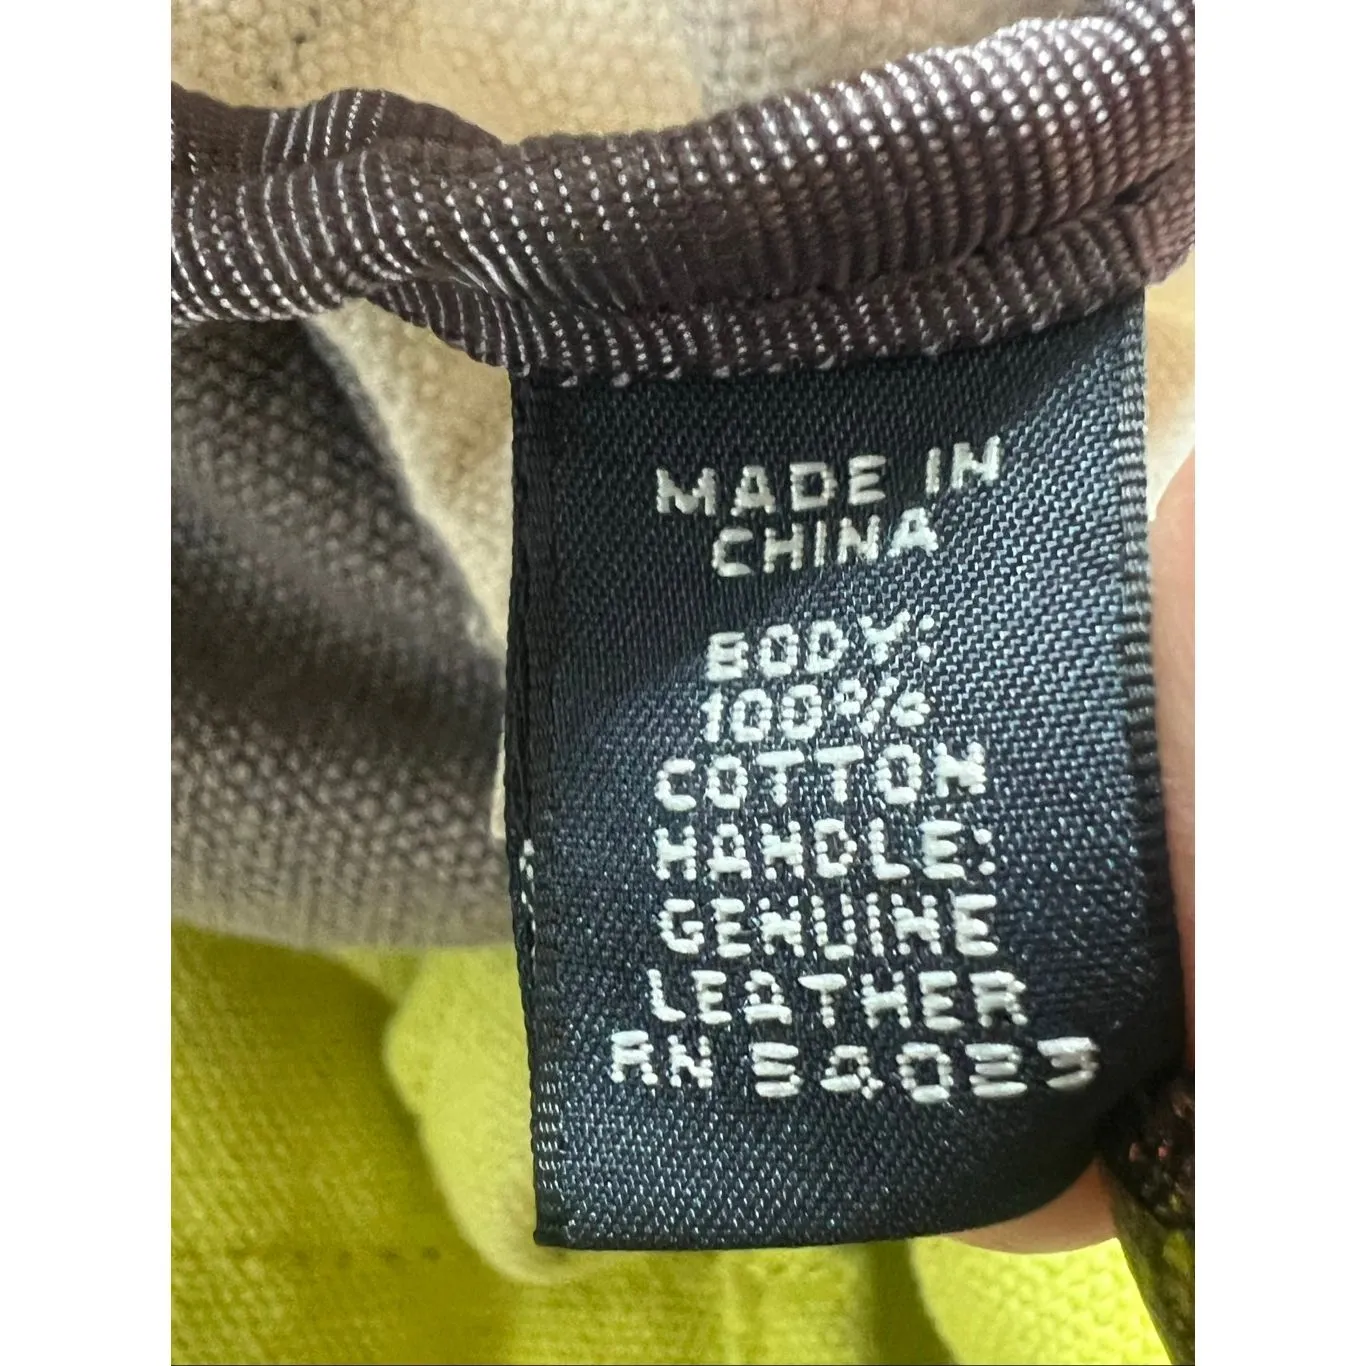 MADE IN
CHINA
BODY:
100%
COTTON
HANDLE:
GENUINE
LEATHER
RN 54023